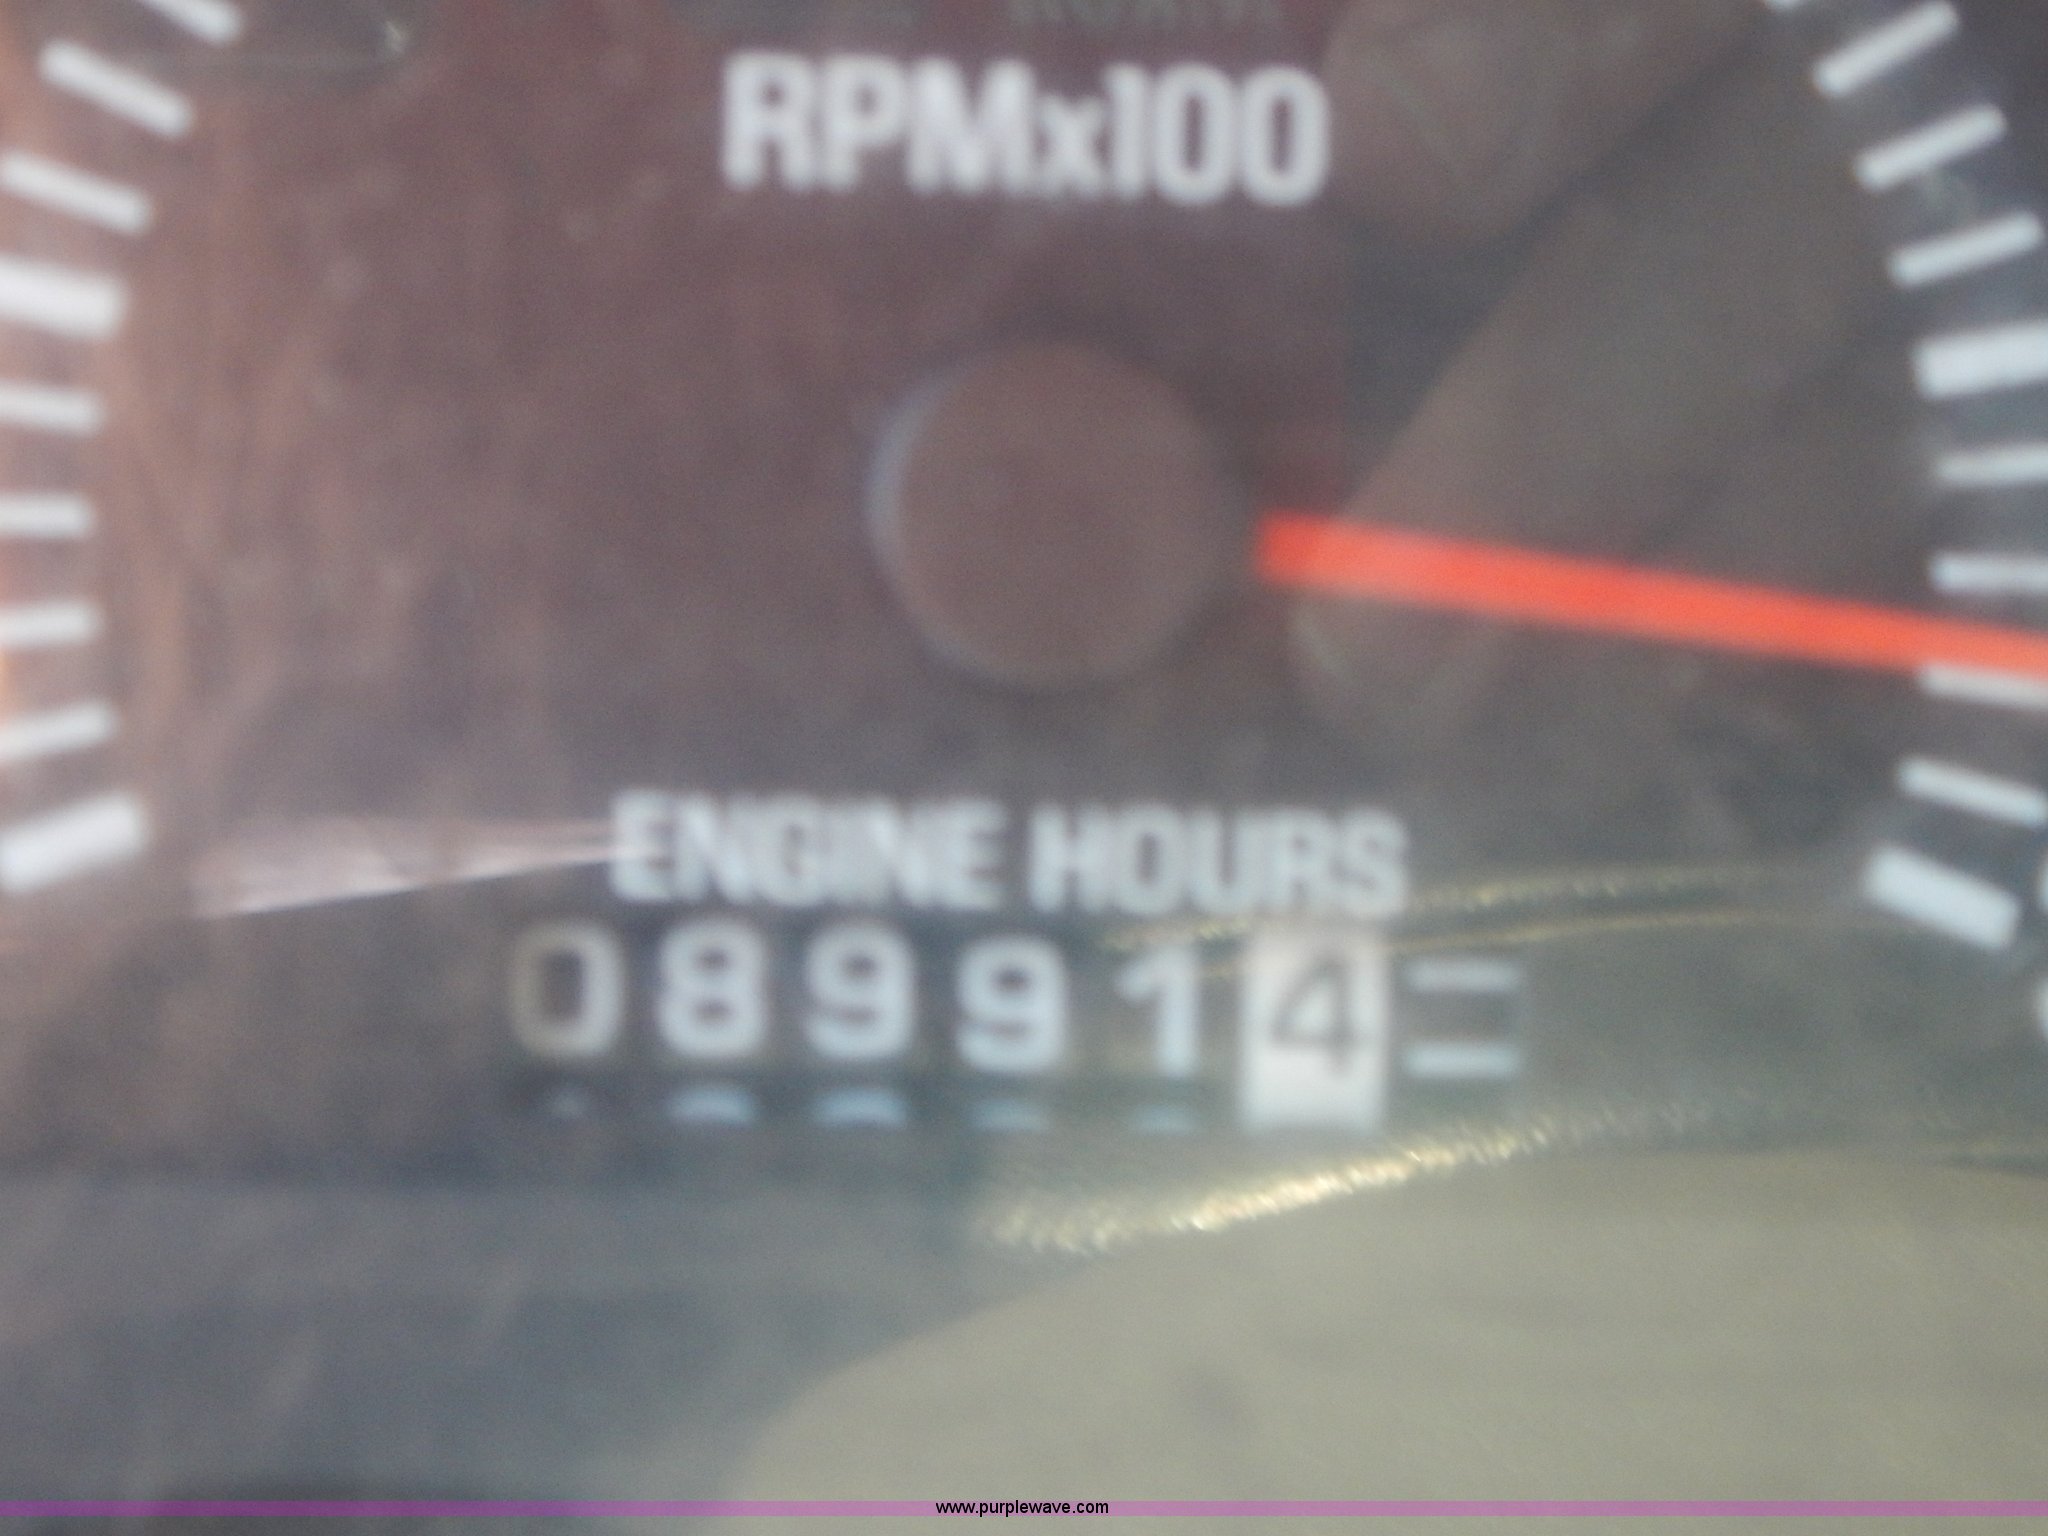 RPMx100
ENGINE HOURS
089914
www.purplewave.com